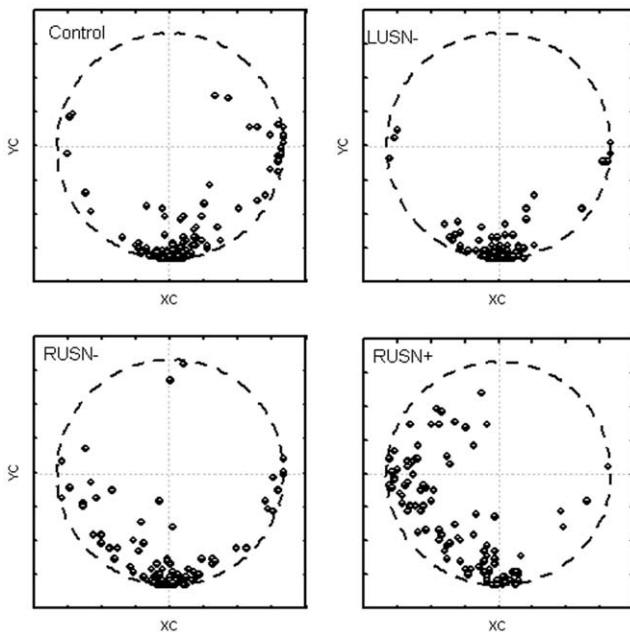 Control
YC
XC
LUSN-
YC
XC
RUSN-
YC
XC
RUSN+
YC
XC